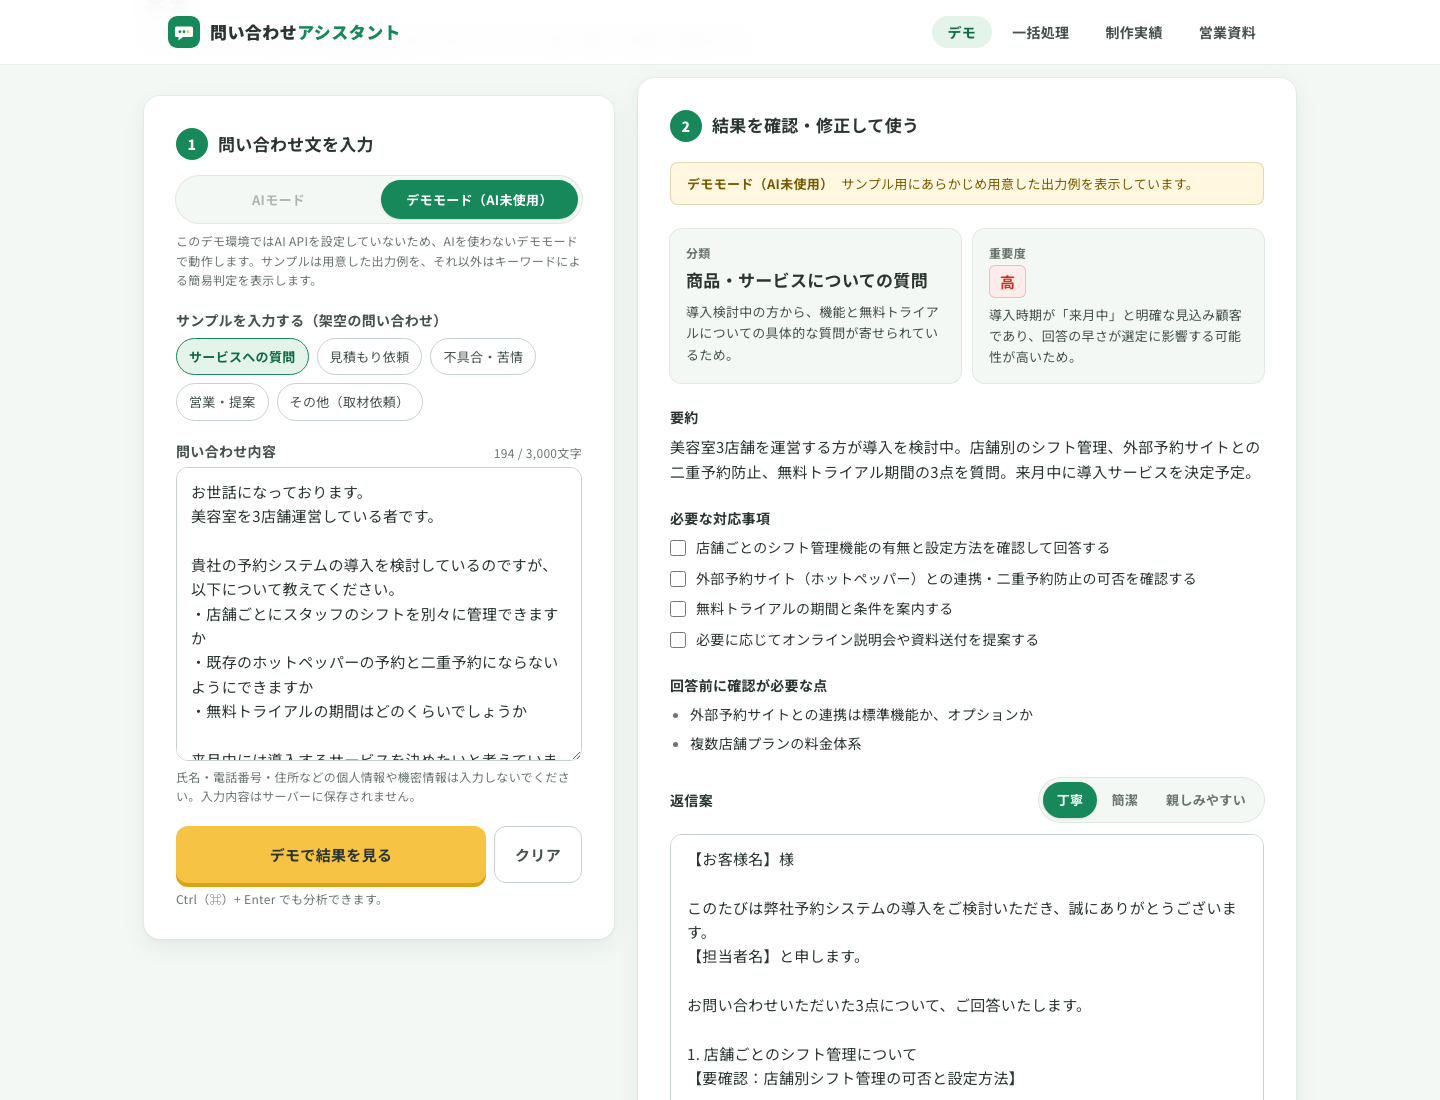 問い合わせアシスタント
デモ
一括処理
制作実績
営業資料
1
問い合わせ文を入力
AIモード
デモモード（AI未使用）
このデモ環境ではAI APIを設定していないため、AIを使わないデモモード
で動作します。サンプルは用意した出力例を、それ以外はキーワードによ
る簡易判定を表示します。
サンプルを入力する（架空の問い合わせ）
サービスへの質問
見積もり依頼
不具合・苦情
営業・提案
その他（取材依頼）
問い合わせ内容
194 / 3,000文字
お世話になっております。
美容室を3店舗運営している者です。
貴社の予約システムの導入を検討しているのですが、
以下について教えてください。
・店舗ごとにスタッフのシフトを別々に管理できます
か
・既存のホットペッパーの予約と二重予約にならない
ようにできますか
・無料トライアルの期間はどのくらいでしょうか
来月中には導入するサービスを決めたいと考えていま
氏名・電話番号・住所などの個人情報や機密情報は入力しないでくださ
い。入力内容はサーバーに保存されません。
デモで結果を見る
クリア
Ctrl（⌘）+ Enter でも分析できます。
2
結果を確認・修正して使う
デモモード（AI未使用） サンプル用にあらかじめ用意した出力例を表示しています。
分類
商品・サービスについての質問
導入検討中の方から、機能と無料トライア
ルについての具体的な質問が寄せられてい
るため。
重要度
高
導入時期が「来月中」と明確な見込み顧客
であり、回答の早さが選定に影響する可能
性が高いため。
要約
美容室3店舗を運営する方が導入を検討中。店舗別のシフト管理、外部予約サイトとの
二重予約防止、無料トライアル期間の3点を質問。来月中に導入サービスを決定予定。
必要な対応事項
店舗ごとのシフト管理機能の有無と設定方法を確認して回答する
外部予約サイト（ホットペッパー）との連携・二重予約防止の可否を確認する
無料トライアルの期間と条件を案内する
必要に応じてオンライン説明会や資料送付を提案する
回答前に確認が必要な点
・外部予約サイトとの連携は標準機能か、オプションか
・複数店舗プランの料金体系
返信案
丁寧
簡潔
親しみやすい
【お客様名】様
このたびは弊社予約システムの導入をご検討いただき、誠にありがとうございま
す。
【担当者名】と申します。
お問い合わせいただいた3点について、ご回答いたします。
1. 店舗ごとのシフト管理について
【要確認：店舗別シフト管理の可否と設定方法】